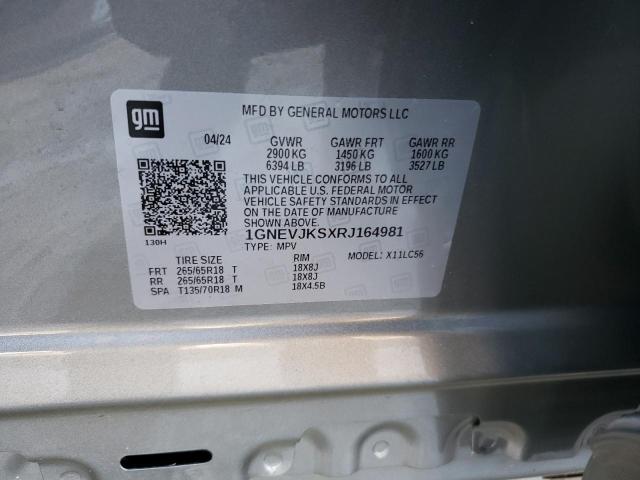 gm
MFD BY GENERAL MOTORS LLC
04/24 GVWR GAWR FRT GAWR RR
2900 KG 1450 KG 1600 KG
6394 LB 3196 LB 3527 LB
THIS VEHICLE CONFORMS TO ALL
APPLICABLE U.S. FEDERAL MOTOR
VEHICLE SAFETY STANDARDS IN EFFECT
ON THE DATE OF MANUFACTURE
SHOWN ABOVE.
130H 1GNEVJKSXRJ164981
TYPE: MPV MODEL: X11LC56
TIRE SIZE RIM
FRT 265/65R18 T 18X8J
RR 265/65R18 T 18X8J
SPA T135/70R18 M 18X4.5B